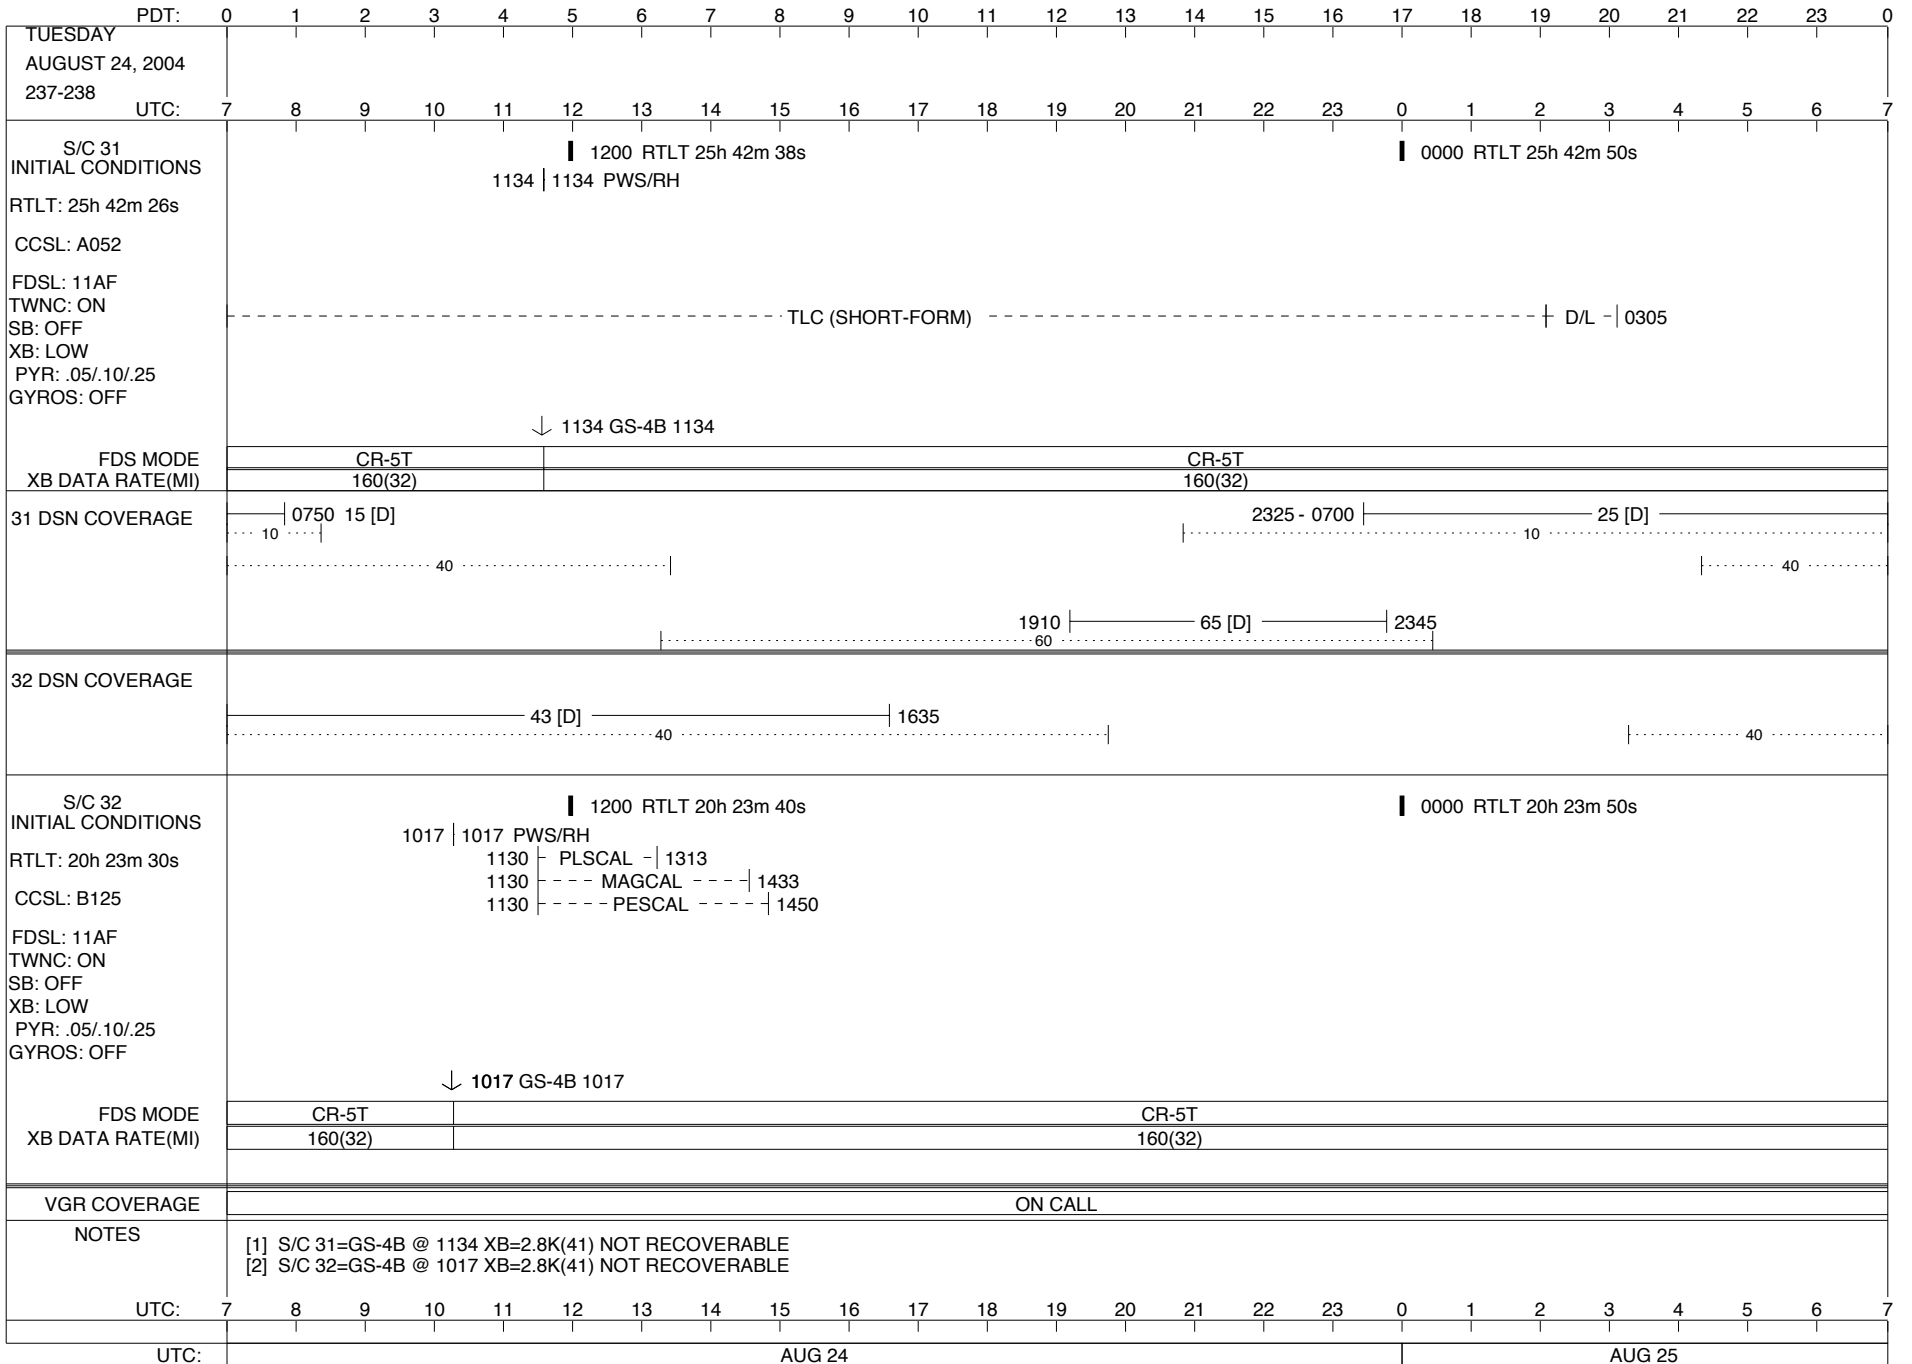 PDT: 0 1 2 3 4 5 6 7 8 9 10 11 12 13 14 15 16 17 18 19 20 21 22 23 0
TUESDAY
AUGUST 24, 2004
237-238
UTC: 7 8 9 10 11 12 13 14 15 16 17 18 19 20 21 22 23 0 1 2 3 4 5 6 7
S/C 31
INITIAL CONDITIONS
1200 RTLT 25h 42m 38s
0000 RTLT 25h 42m 50s
1134 1134 PWS/RH
RTLT: 25h 42m 26s
CCSL: A052
FDSL: 11AF
TWNC: ON
SB: OFF
XB: LOW
PYR: .05/.10/.25
GYROS: OFF
TLC (SHORT-FORM) D/L 0305
1134 GS-4B 1134
FDS MODE CR-5T CR-5T
XB DATA RATE(MI) 160(32) 160(32)
31 DSN COVERAGE 0750 15 [D] 2325 - 0700 25 [D]
10 10
40 40
1910 65 [D] 2345
60
32 DSN COVERAGE
43 [D] 1635
40 40
S/C 32
INITIAL CONDITIONS
1200 RTLT 20h 23m 40s
0000 RTLT 20h 23m 50s
1017 1017 PWS/RH
RTLT: 20h 23m 30s
1130 PLSCAL 1313
1130 MAGCAL 1433
CCSL: B125
1130 PESCAL 1450
FDSL: 11AF
TWNC: ON
SB: OFF
XB: LOW
PYR: .05/.10/.25
GYROS: OFF
1017 GS-4B 1017
FDS MODE CR-5T CR-5T
XB DATA RATE(MI) 160(32) 160(32)
VGR COVERAGE ON CALL
NOTES
[1] S/C 31=GS-4B @ 1134 XB=2.8K(41) NOT RECOVERABLE
[2] S/C 32=GS-4B @ 1017 XB=2.8K(41) NOT RECOVERABLE
UTC: 7 8 9 10 11 12 13 14 15 16 17 18 19 20 21 22 23 0 1 2 3 4 5 6 7
UTC: AUG 24 AUG 25